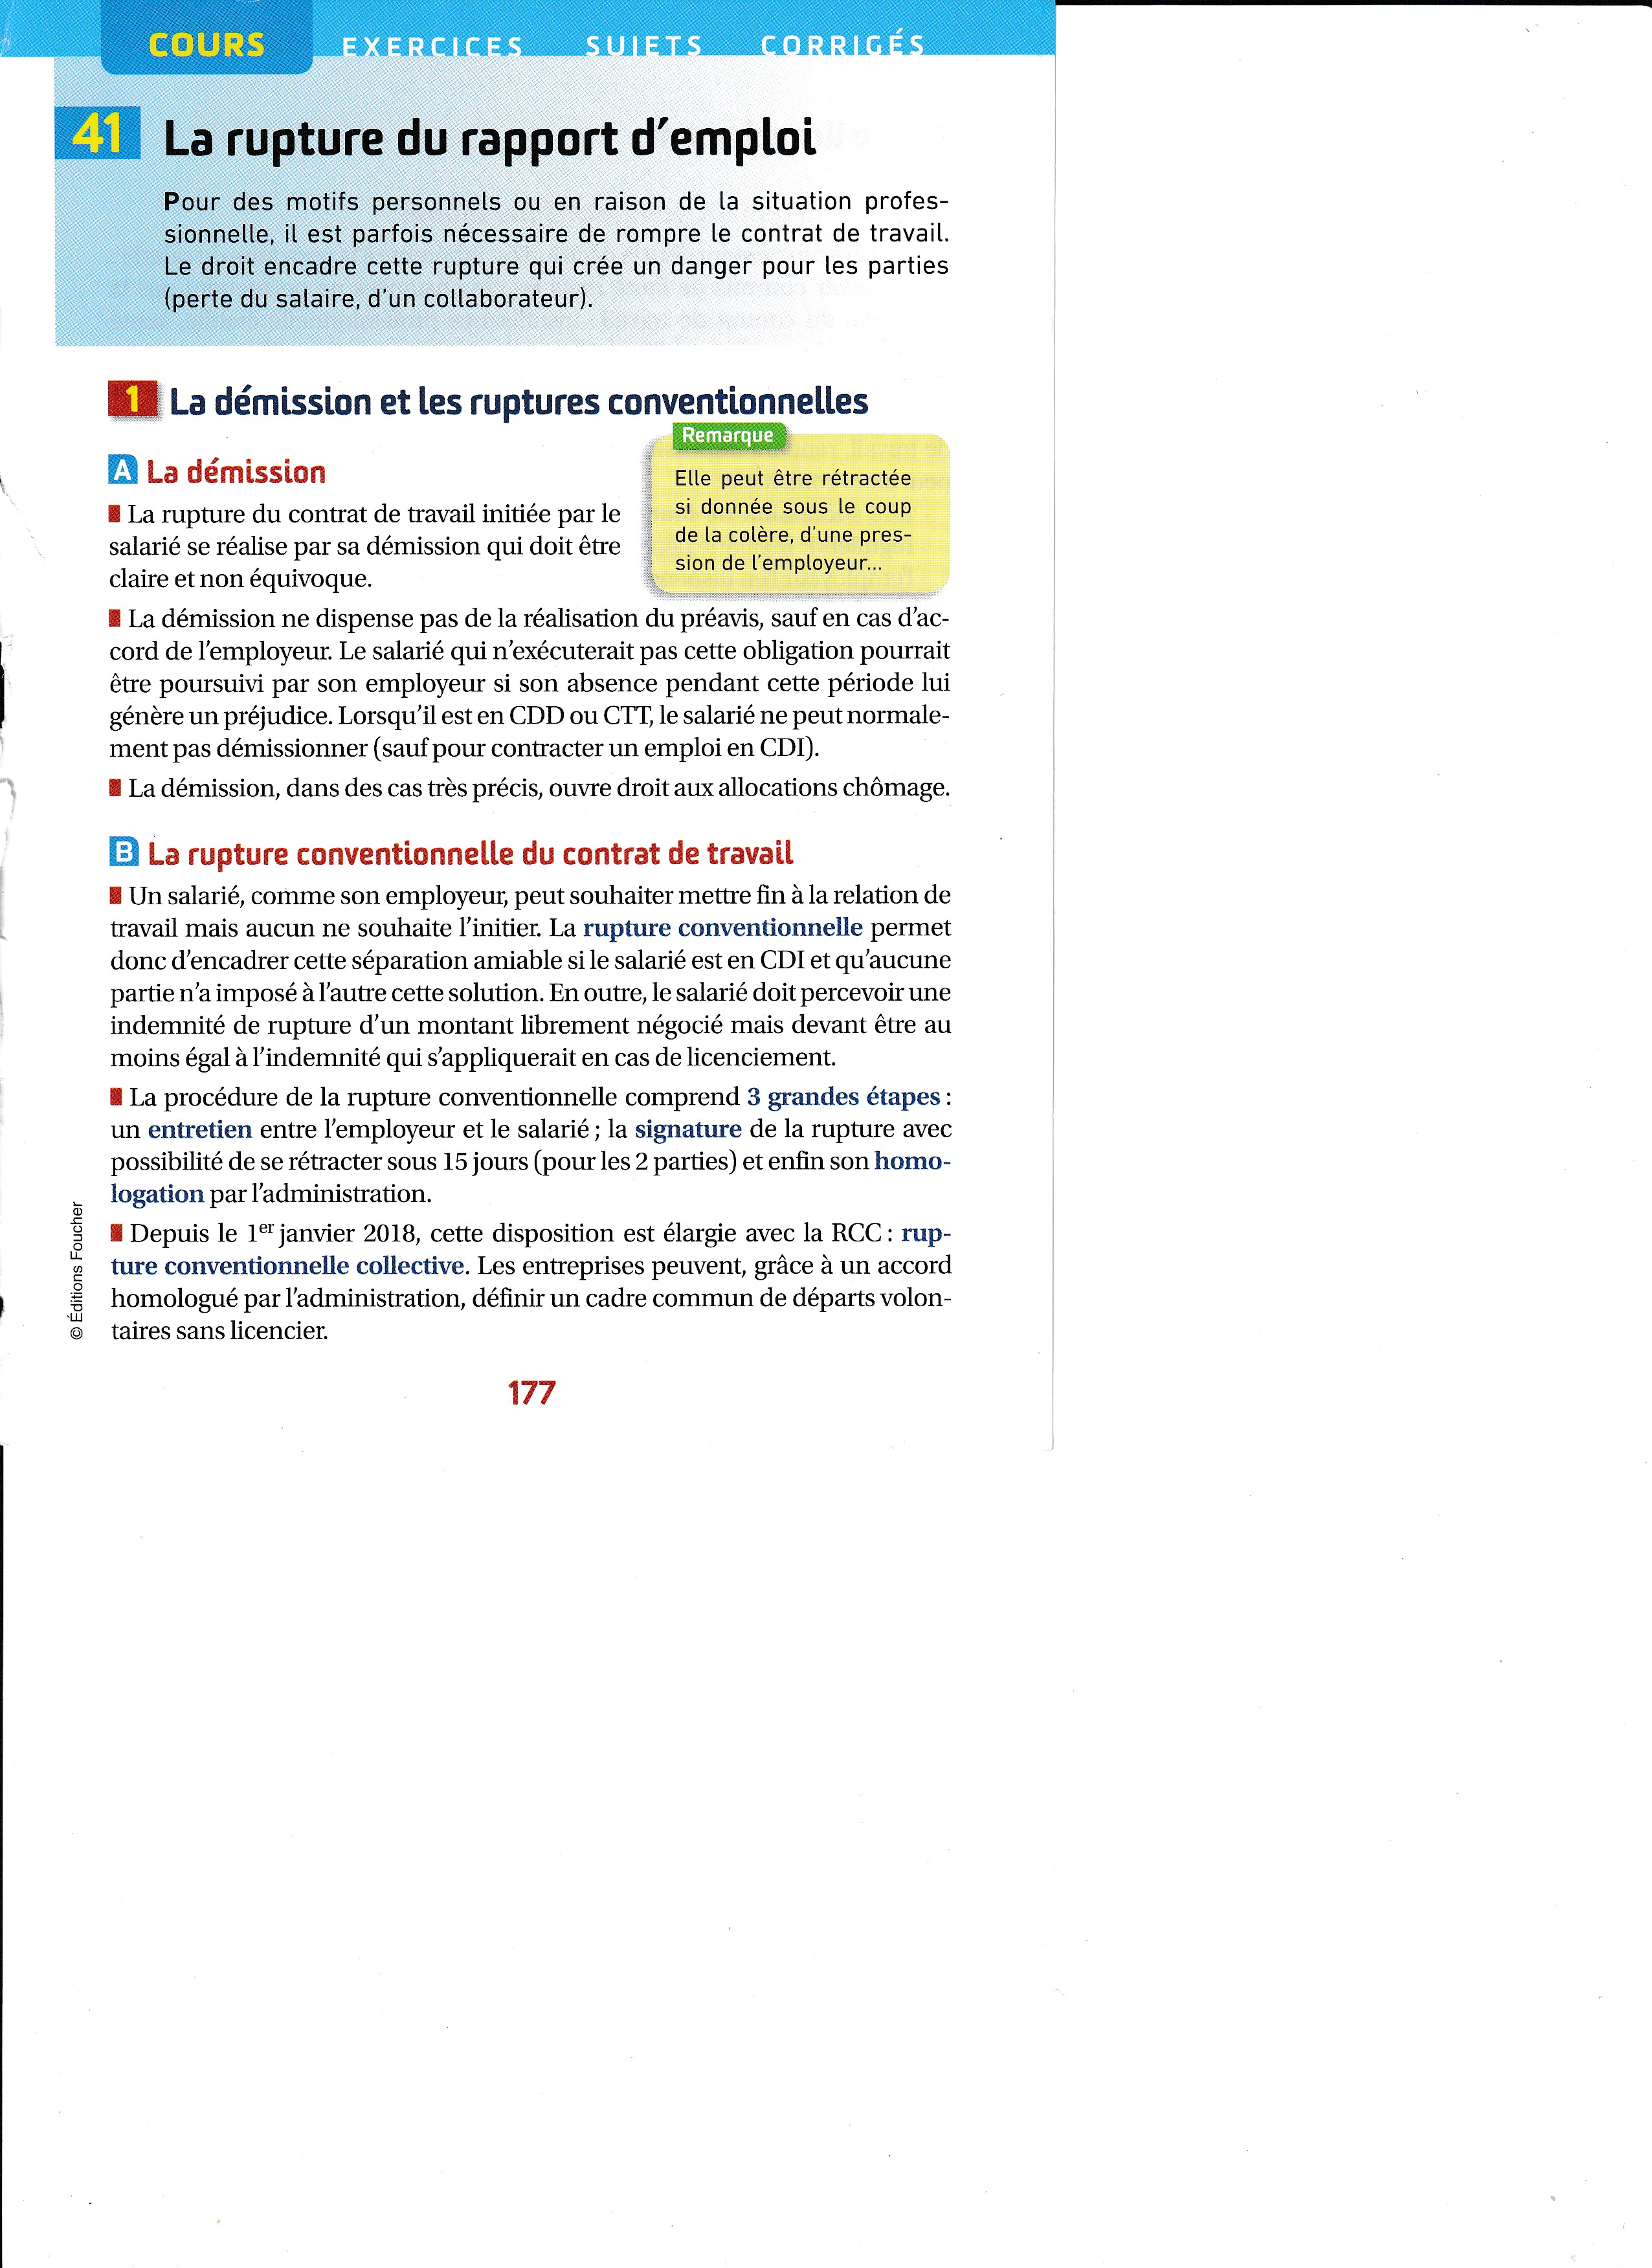 COURS EXERCICES SUJETS CORRIGÉS
41 La rupture du rapport d'emploi
Pour des motifs personnels ou en raison de la situation profes-
sionnelle, il est parfois nécessaire de rompre le contrat de travail.
Le droit encadre cette rupture qui crée un danger pour les parties
(perte du salaire, d'un collaborateur).
1 La démission et les ruptures conventionnelles
A La démission
La rupture du contrat de travail initiée par le
salarié se réalise par sa démission qui doit être
claire et non équivoque.
Remarque
Elle peut être rétractée
si donnée sous le coup
de la colère, d'une pres-
sion de l'employeur...
La démission ne dispense pas de la réalisation du préavis, sauf en cas d'ac-
cord de l'employeur. Le salarié qui n'exécuterait pas cette obligation pourrait
être poursuivi par son employeur si son absence pendant cette période lui
génère un préjudice. Lorsqu'il est en CDD ou CTT, le salarié ne peut normale-
ment pas démissionner (sauf pour contracter un emploi en CDI).
La démission, dans des cas très précis, ouvre droit aux allocations chômage.
B La rupture conventionnelle du contrat de travail
Un salarié, comme son employeur, peut souhaiter mettre fin à la relation de
travail mais aucun ne souhaite l'initier. La rupture conventionnelle permet
donc d'encadrer cette séparation amiable si le salarié est en CDI et qu'aucune
partie n'a imposé à l'autre cette solution. En outre, le salarié doit percevoir une
indemnité de rupture d'un montant librement négocié mais devant être au
moins égal à l'indemnité qui s'appliquerait en cas de licenciement.
La procédure de la rupture conventionnelle comprend 3 grandes étapes :
un entretien entre l'employeur et le salarié ; la signature de la rupture avec
possibilité de se rétracter sous 15 jours (pour les 2 parties) et enfin son homo-
logation par l'administration.
Depuis le 1er janvier 2018, cette disposition est élargie avec la RCC : rup-
ture conventionnelle collective. Les entreprises peuvent, grâce à un accord
homologué par l'administration, définir un cadre commun de départs volon-
taires sans licencier.
© Éditions Foucher
177